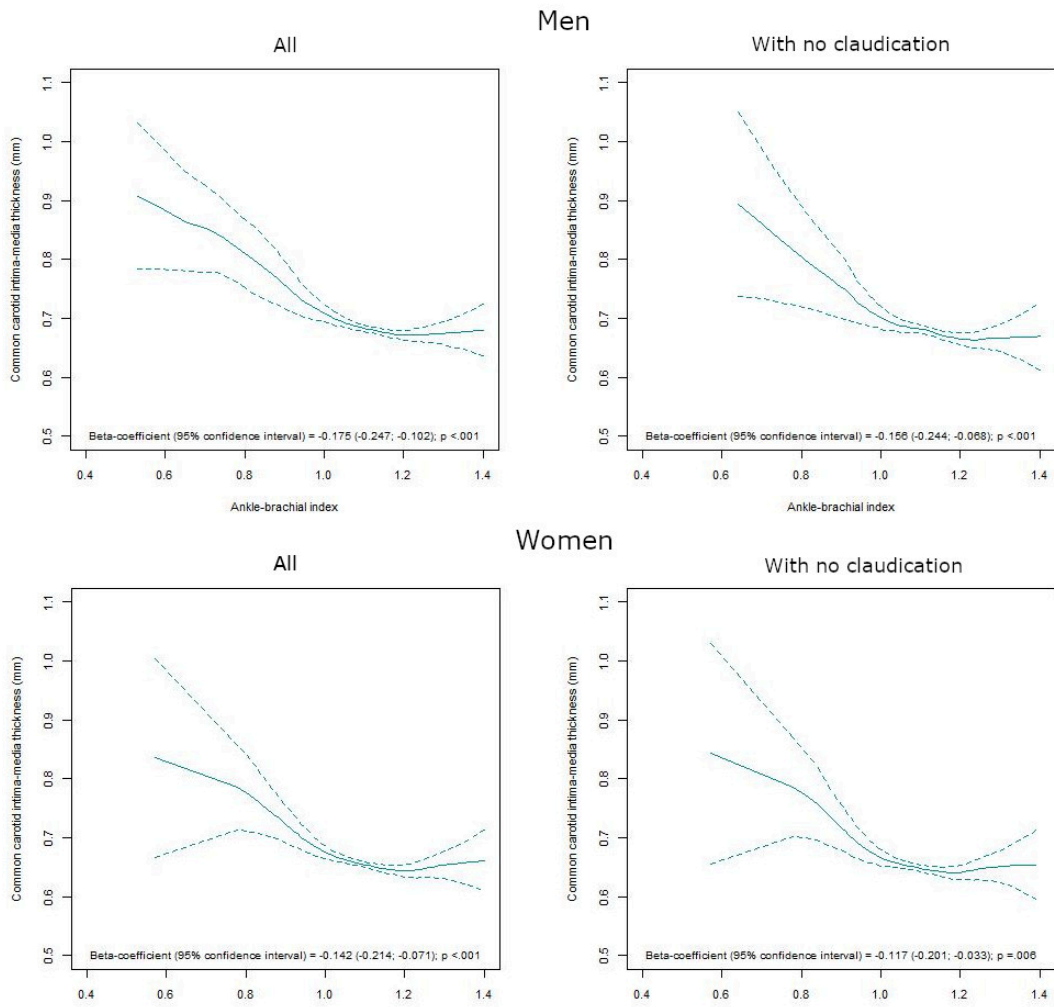 Men
All
With no claudication
1.1
1.0
0.9
0.8
0.7
0.6
0.5
Common carotid intima-media thickness (mm)
Beta-coefficient (95% confidence interval) = -0.175 (-0.247; -0.102); p <.001
0.4 0.6 0.8 1.0 1.2 1.4
Ankle-brachial index
1.1
1.0
0.9
0.8
0.7
0.6
0.5
Common carotid intima-media thickness (mm)
Beta-coefficient (95% confidence interval) = -0.156 (-0.244; -0.068); p <.001
0.4 0.6 0.8 1.0 1.2 1.4
Ankle-brachial index
Women
All
With no claudication
1.1
1.0
0.9
0.8
0.7
0.6
0.5
Common carotid intima-media thickness (mm)
Beta-coefficient (95% confidence interval) = -0.142 (-0.214; -0.071); p <.001
0.4 0.6 0.8 1.0 1.2 1.4
1.1
1.0
0.9
0.8
0.7
0.6
0.5
Common carotid intima-media thickness (mm)
Beta-coefficient (95% confidence interval) = -0.117 (-0.201; -0.033); p =.006
0.4 0.6 0.8 1.0 1.2 1.4